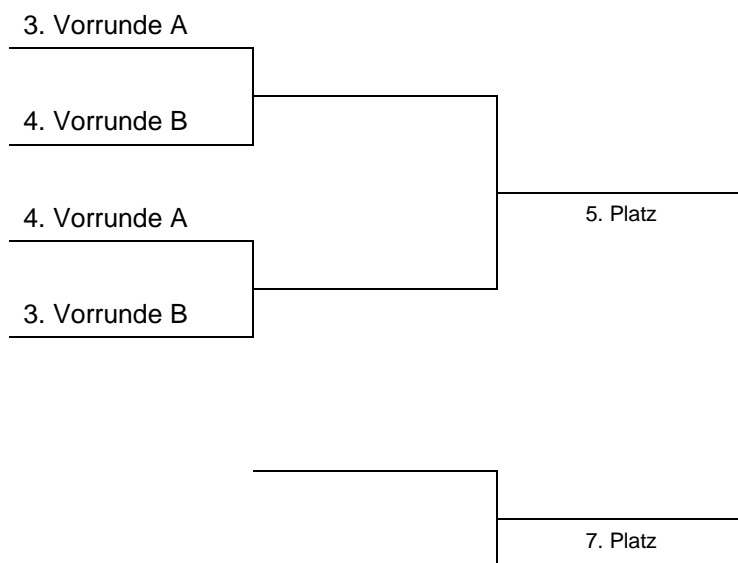 3. Vorrunde A
4. Vorrunde B
4. Vorrunde A
5. Platz
3. Vorrunde B
7. Platz